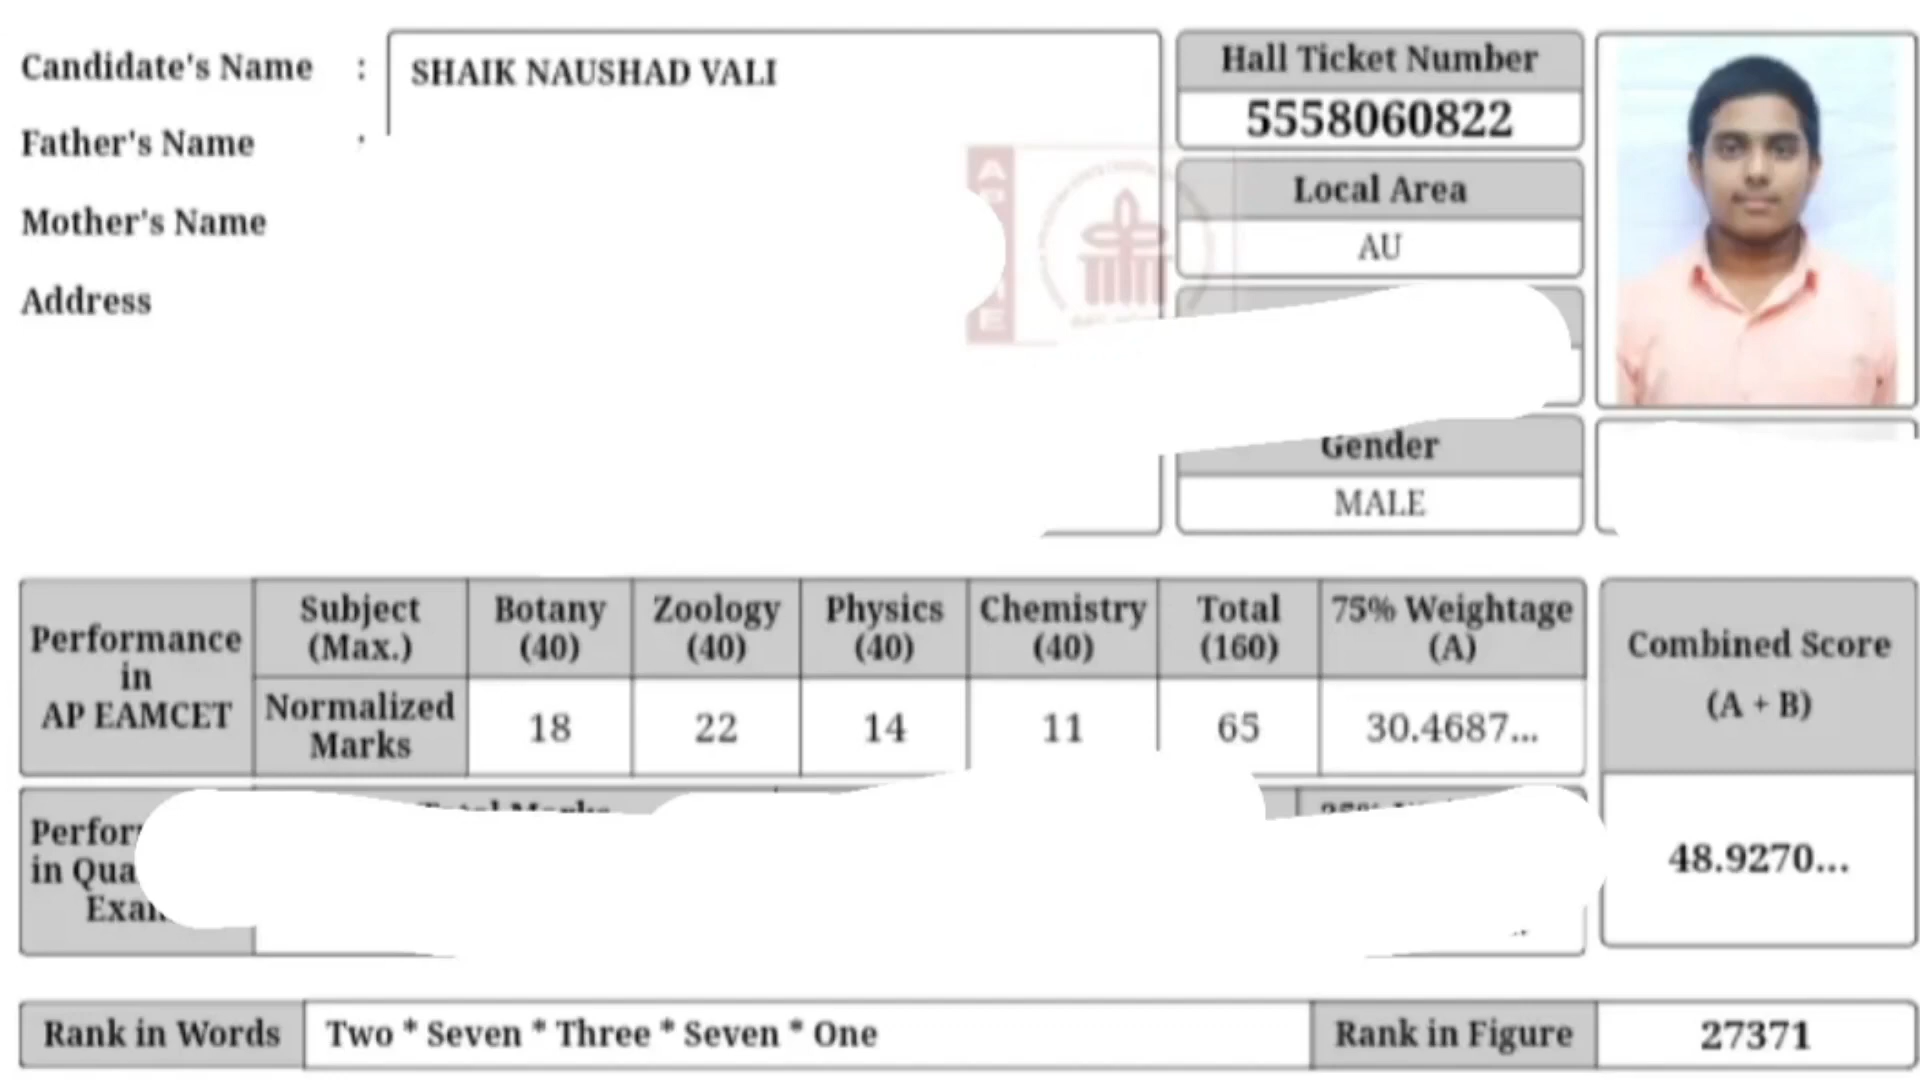 Candidate's Name : SHAIK NAUSHAD VALI
Father's Name
Mother's Name
Address
Hall Ticket Number
5558060822
Local Area
AU
Gender
MALE
Performance
in
AP EAMCET
Subject
(Max.)
Botany
(40)
Zoology
(40)
Physics
(40)
Chemistry
(40)
Total
(160)
75% Weightage
(A)
Normalized
Marks
18
22
14
11
65
30.4687...
Combined Score
(A + B)
48.9270...
in
Rank in Words
Two * Seven * Three * Seven * One
Rank in Figure
27371